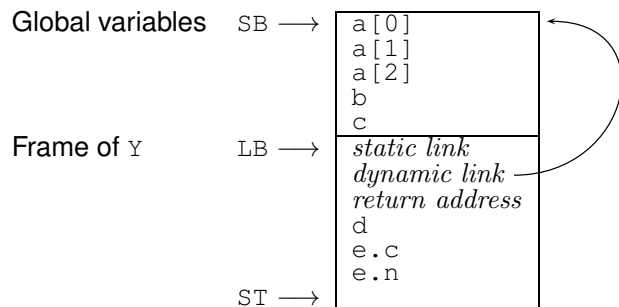 Global variables SB → a[0]
a[1]
a[2]
b
c
Frame of Y LB → static link
dynamic link
return address
d
e.c
e.n
ST →